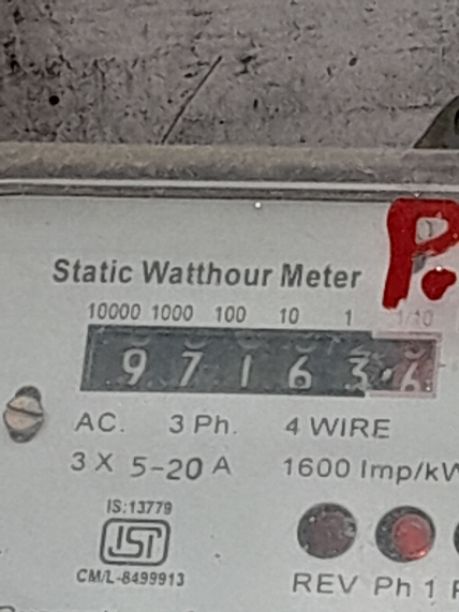 P.
Static Watthour Meter
10000 1000 100 10 1 1/10
9 7 1 6 3 . 6
AC. 3 Ph. 4 WIRE
3 X 5-20 A 1600 Imp/kW
IS:13779
ISI
CM/L-8499913
REV Ph 1